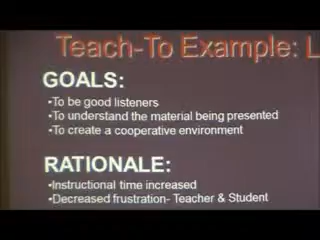 Teach-To Example: L
GOALS:
•To be good listeners
•To understand the material being presented
•To create a cooperative environment
RATIONALE:
•Instructional time increased
•Decreased frustration- Teacher & Student